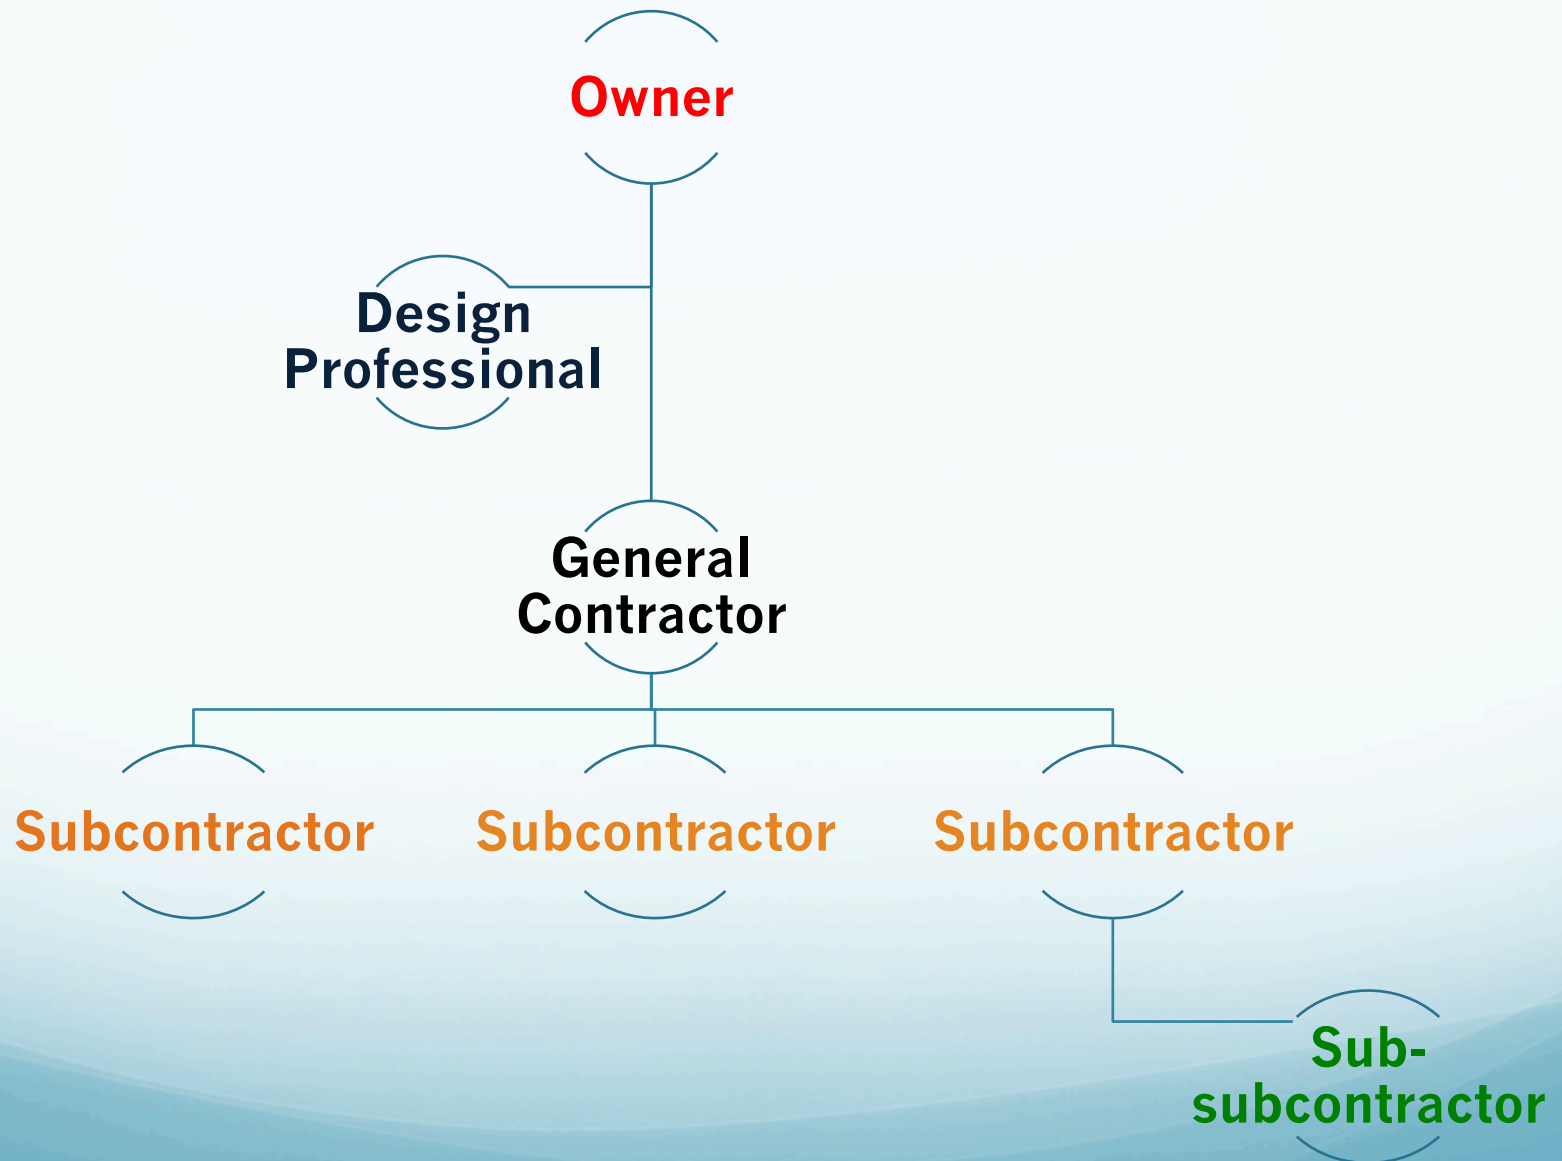 Owner
Design
Professional
General
Contractor
Subcontractor
Subcontractor
Subcontractor
Sub-
subcontractor